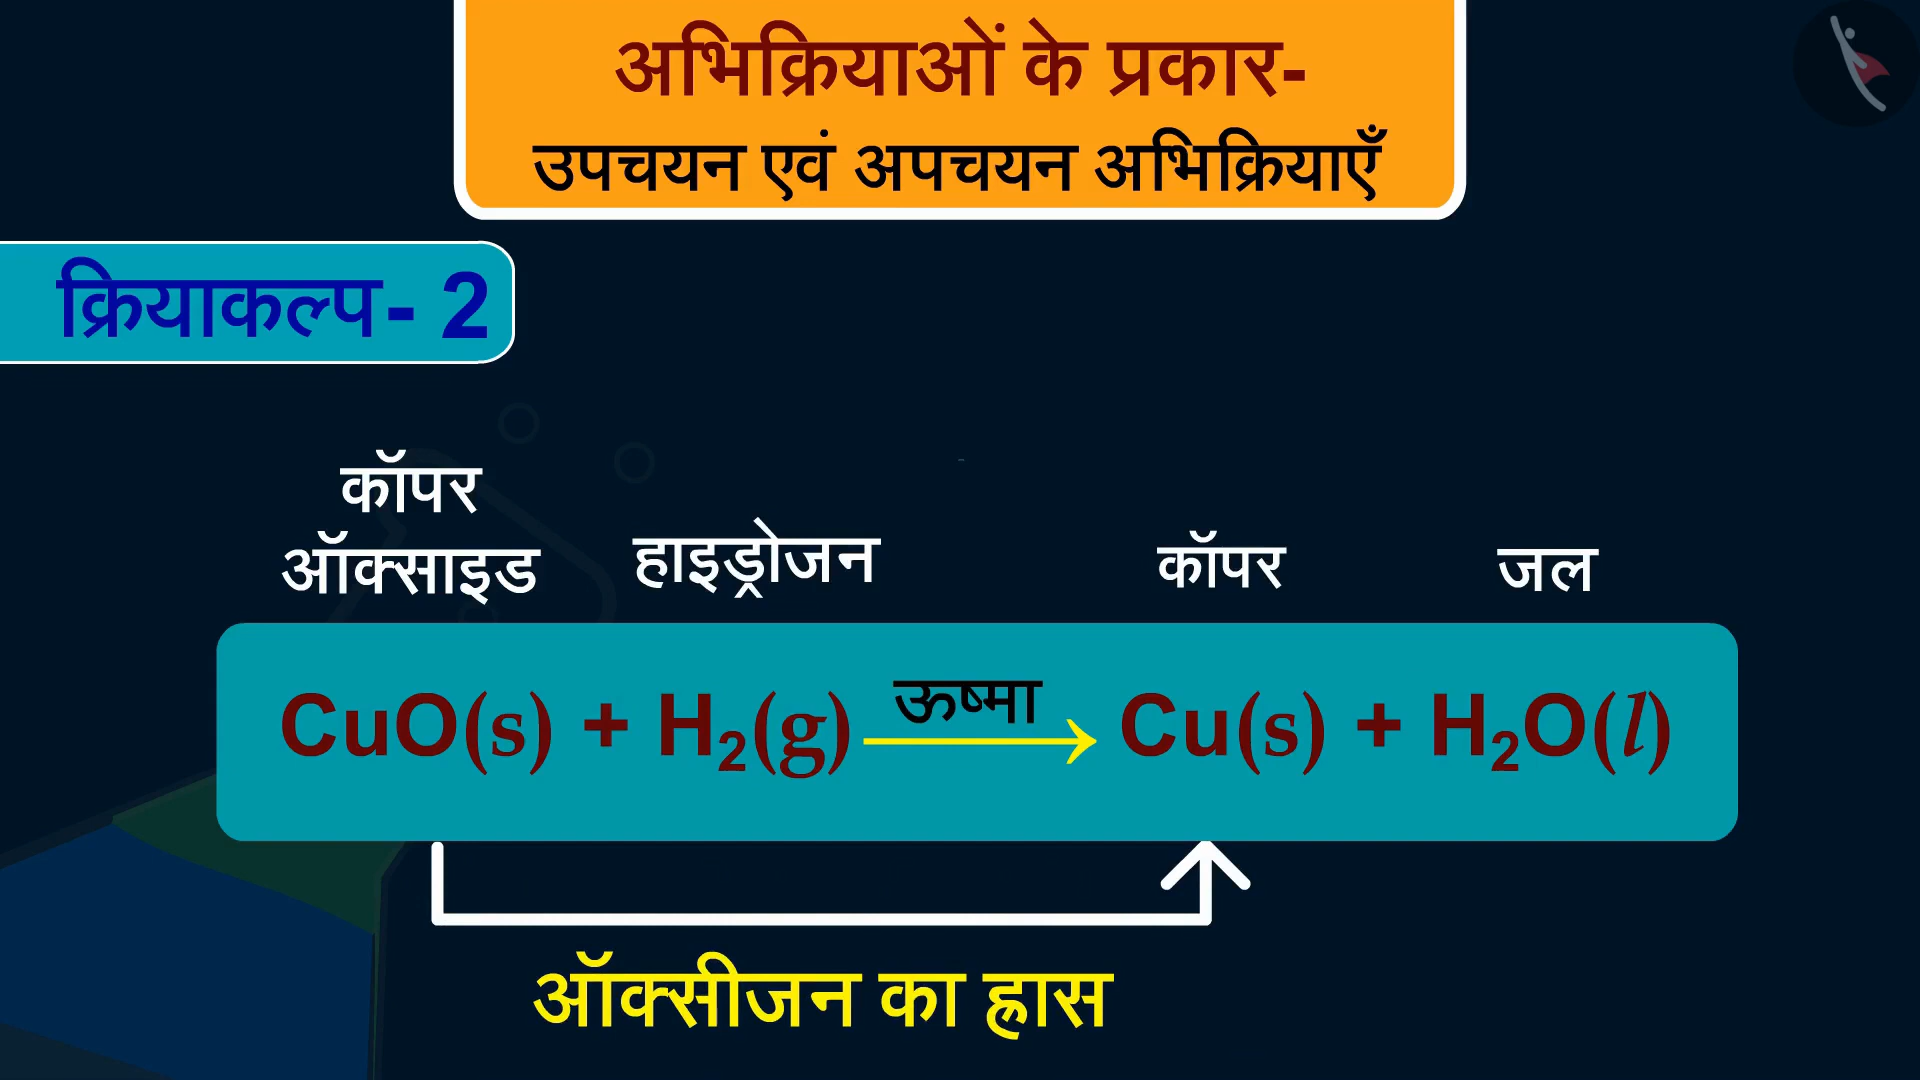 अभिक्रियाओं के प्रकार-
उपचयन एवं अपचयन अभिक्रियाएँ
क्रियाकल्प- 2
कॉपर
ऑक्साइड
हाइड्रोजन
कॉपर
जल
ऊष्मा
CuO(s) + H₂(g) → Cu(s) + H₂O(l)
ऑक्सीजन का ह्रास